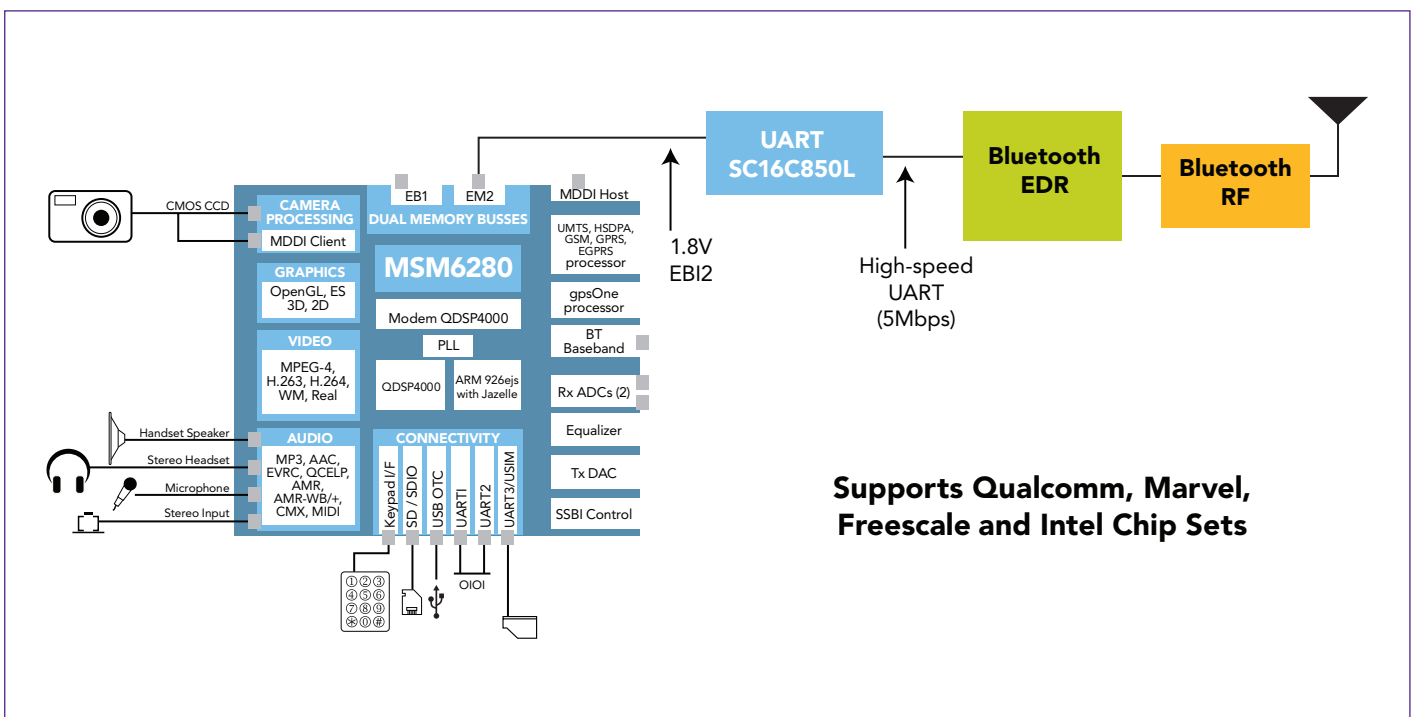 UART
SC16C850L
Bluetooth
EDR
Bluetooth
RF
1.8V
EBI2
High-speed
UART
(5Mbps)
CMOS CCD
CAMERA
PROCESSING
MDDI Client
GRAPHICS
OpenGL, ES
3D, 2D
VIDEO
MPEG-4,
H.263, H.264,
WM, Real
AUDIO
MP3, AAC,
EVRC, QCELP,
AMR,
AMR-WB/+,
CMX, MIDI
Handset Speaker
Stereo Headset
Microphone
Stereo Input
EB1
EM2
DUAL MEMORY BUSSES
MSM6280
Modem QDSP4000
PLL
QDSP4000
ARM 926ejs
with Jazelle
CONNECTIVITY
Keypad I/F
SD / SDIO
USB OTC
UARTI
UART2
UART3/USIM
MDDI Host
UMTS, HSDPA,
GSM, GPRS,
EGPRS
processor
gpsOne
processor
BT
Baseband
Rx ADCs (2)
Equalizer
Tx DAC
SSBI Control
①②③
④⑤⑥
⑦⑧⑨
✱⓪#
OIOI
Supports Qualcomm, Marvel,
Freescale and Intel Chip Sets